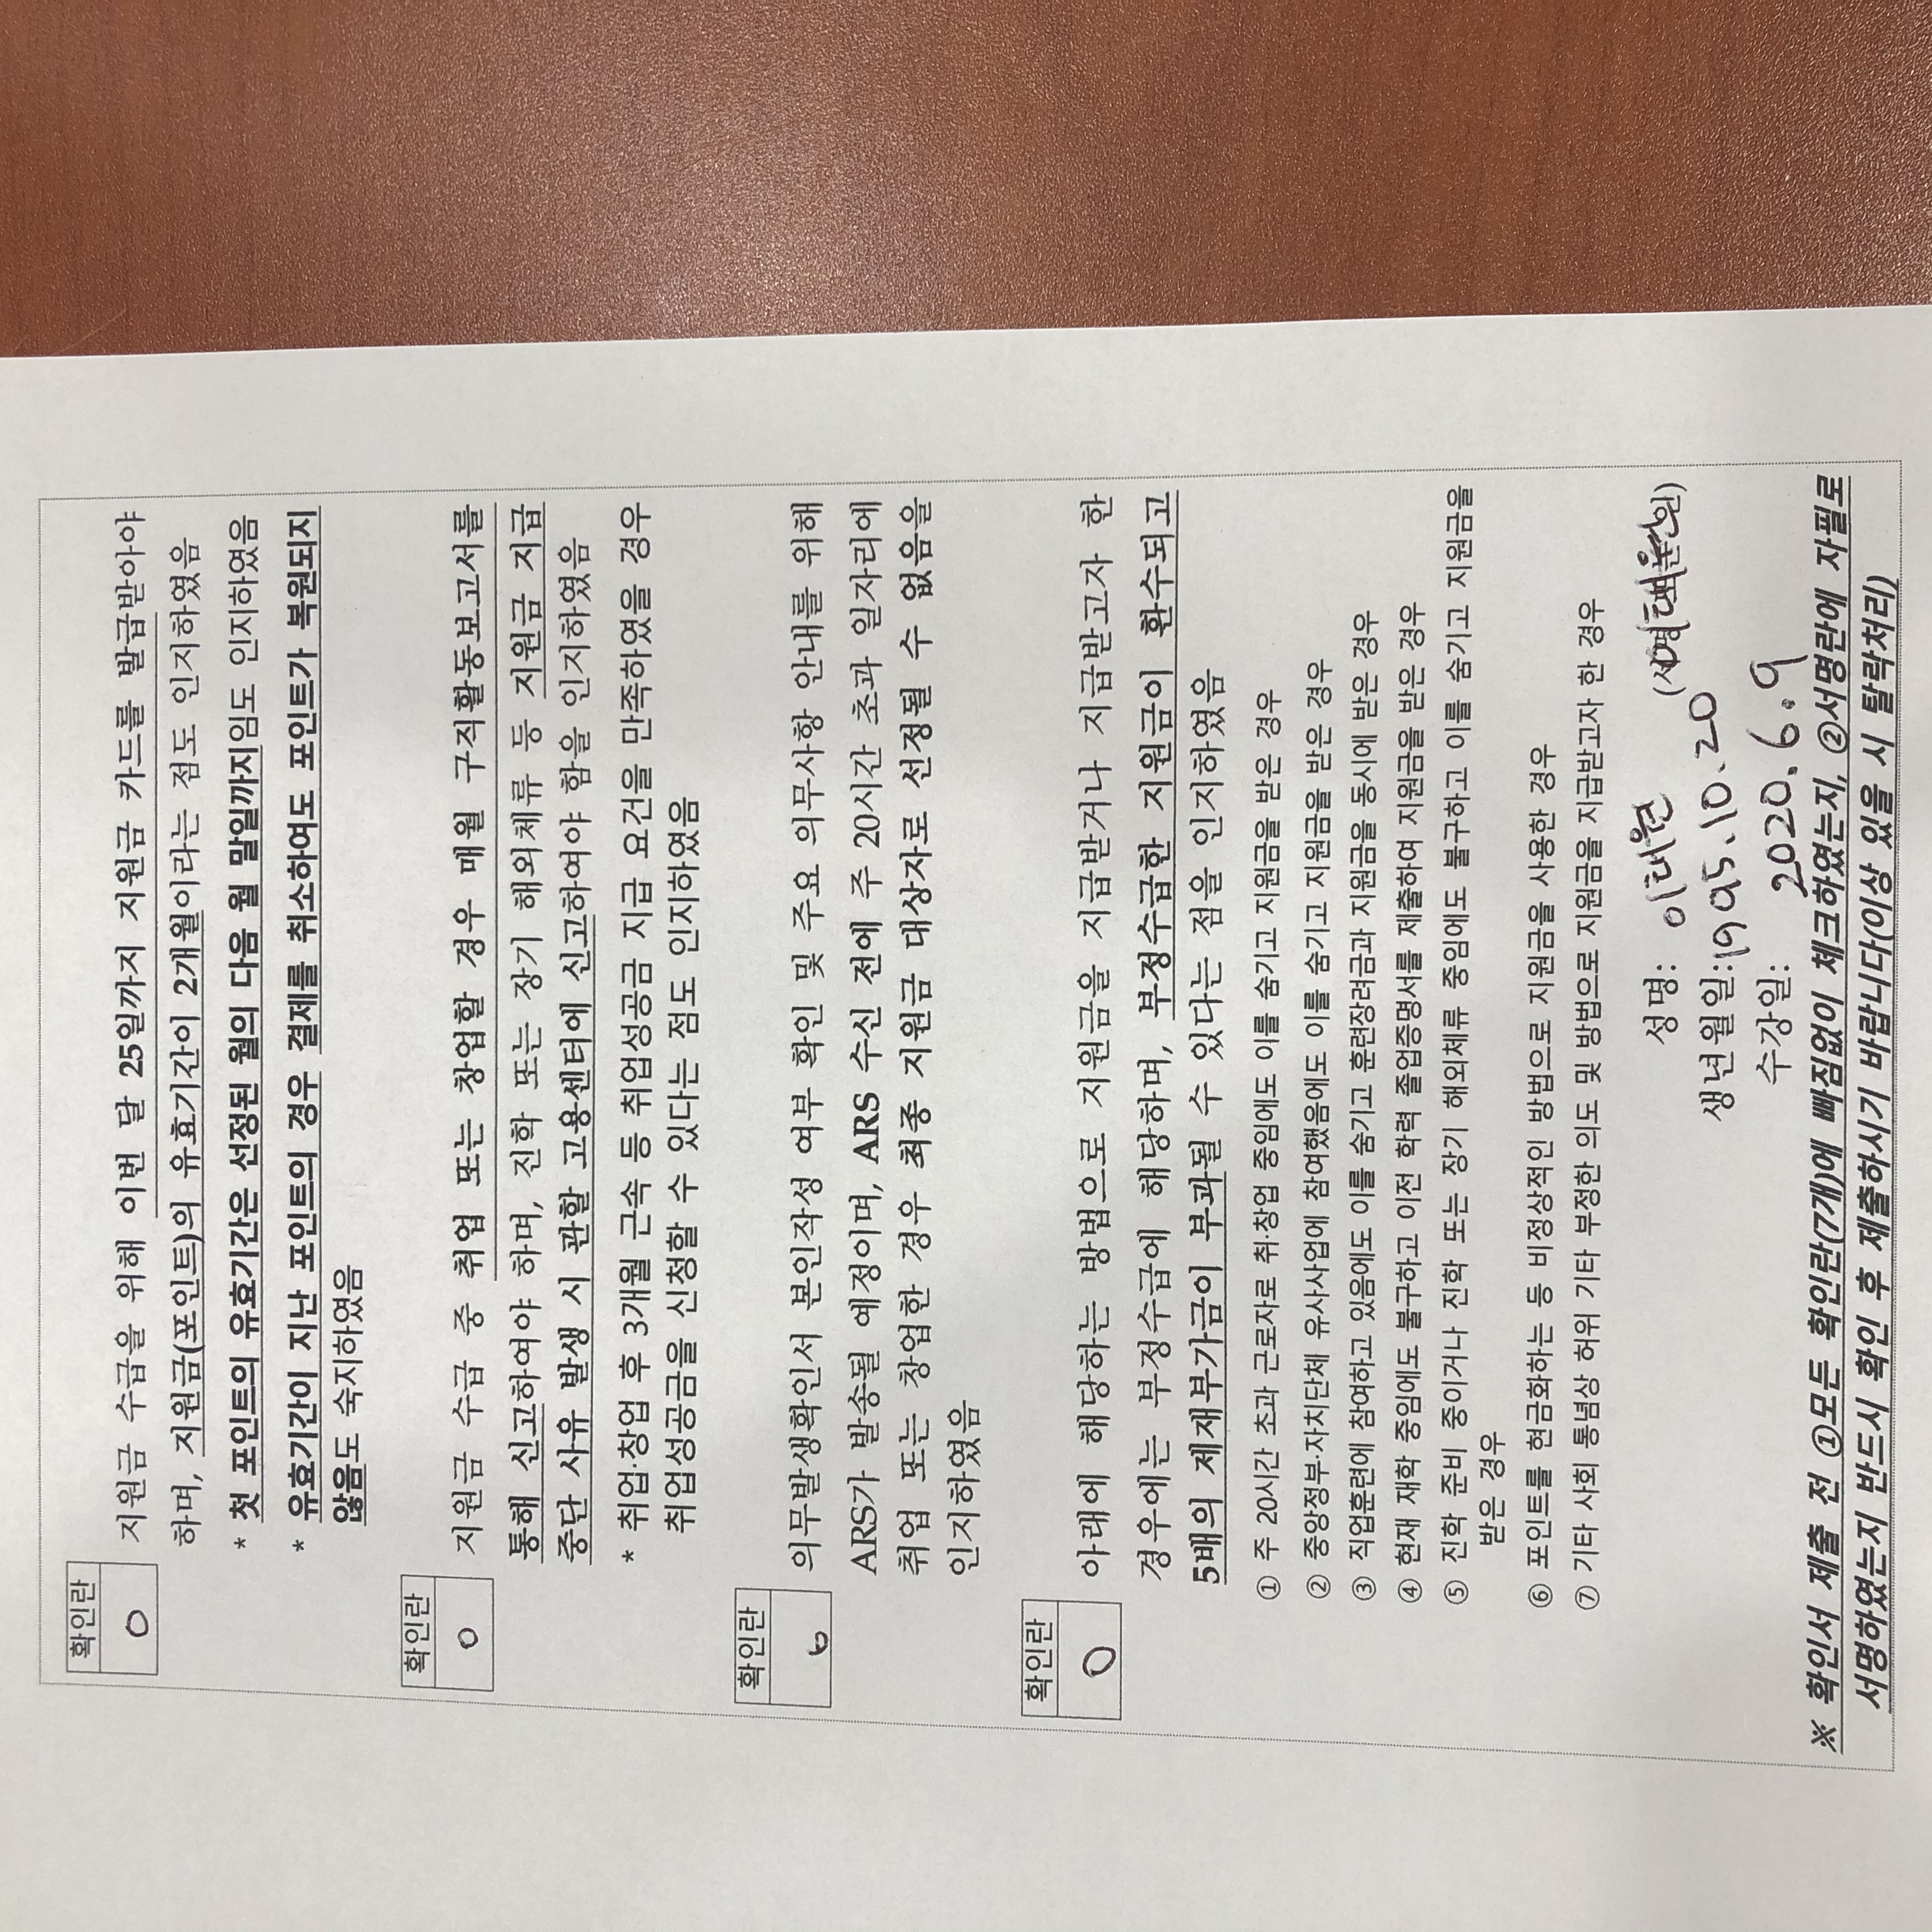 확인란
O
지원금 수급을 위해 이번 달 25일까지 지원금 카드를 발급받아야
하며, 지원금(포인트)의 유효기간이 2개월이라는 점도 인지하였음
* 첫 포인트의 유효기간은 선정된 월의 다음 월 말일까지임도 인지하였음
* 유효기간이 지난 포인트의 경우 결제를 취소하여도 포인트가 복원되지
않음도 숙지하였음
확인란
O
지원금 수급 중 취업 또는 창업할 경우 매월 구직활동보고서를
통해 신고하여야 하며, 진학 또는 장기 해외체류 등 지원금 지급
중단 사유 발생 시 관할 고용센터에 신고하여야 함을 인지하였음
* 취업·창업 후 3개월 근속 등 취업성공금 지급 요건을 만족하였을 경우
취업성공금을 신청할 수 있다는 점도 인지하였음
확인란
O
의무발생확인서 본인작성 여부 확인 및 주요 의무사항 안내를 위해
ARS가 발송될 예정이며, ARS 수신 전에 주 20시간 초과 일자리에
취업 또는 창업한 경우 최종 지원금 대상자로 선정될 수 없음을
인지하였음
확인란
O
아래에 해당하는 방법으로 지원금을 지급받거나 지급받고자 한
경우에는 부정수급에 해당하며, 부정수급한 지원금이 환수되고
5배의 제재부가금이 부과될 수 있다는 점을 인지하였음
① 주 20시간 초과 근로자로 취·창업 중임에도 이를 숨기고 지원금을 받은 경우
② 중앙정부·자치단체 유사사업에 참여했음에도 이를 숨기고 지원금을 받은 경우
③ 직업훈련에 참여하고 있음에도 이를 숨기고 훈련장려금과 지원금을 동시에 받은 경우
④ 현재 재학 중임에도 불구하고 이전 학력 졸업증명서를 제출하여 지원금을 받은 경우
⑤ 진학 준비 중이거나 진학 또는 장기 해외체류 중임에도 불구하고 이를 숨기고 지원금을
받은 경우
⑥ 포인트를 현금화하는 등 비정상적인 방법으로 지원금을 사용한 경우
⑦ 기타 사회 통념상 허위 기타 부정한 의도 및 방법으로 지원금을 지급받고자 한 경우
성명: 이태원 (서명 또는 인) 이태원
생년월일: 1995.10.20
수강일: 2020.6.9
※ 확인서 제출 전 ①모든 확인란(7개)에 빠짐없이 체크하였는지, ②서명란에 자필로
서명하였는지 반드시 확인 후 제출하시기 바랍니다(이상 있을 시 탈락처리)